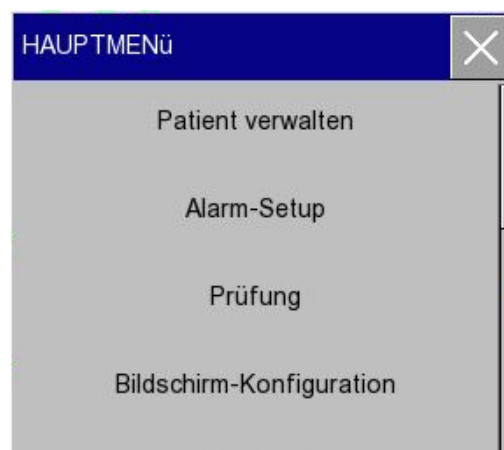 HAUPTMENü
Patient verwalten
Alarm-Setup
Prüfung
Bildschirm-Konfiguration